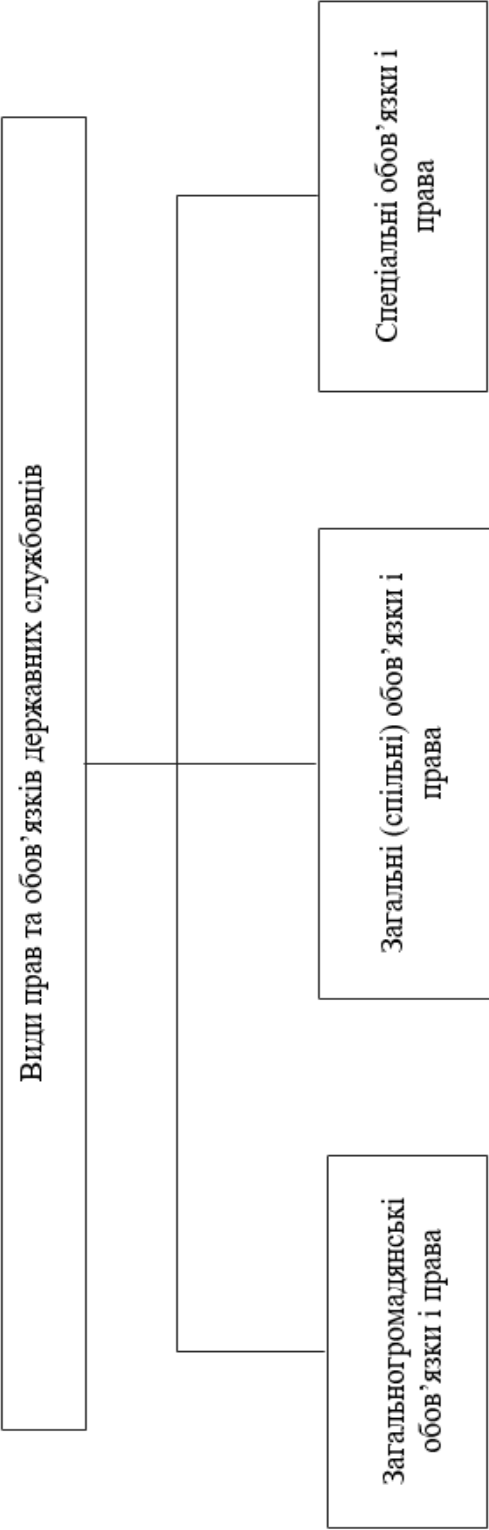 Види прав та обов’язків державних службовців
Загальногромадянські
обов’язки і права
Загальні (спільні) обов’язки і
права
Спеціальні обов’язки і
права